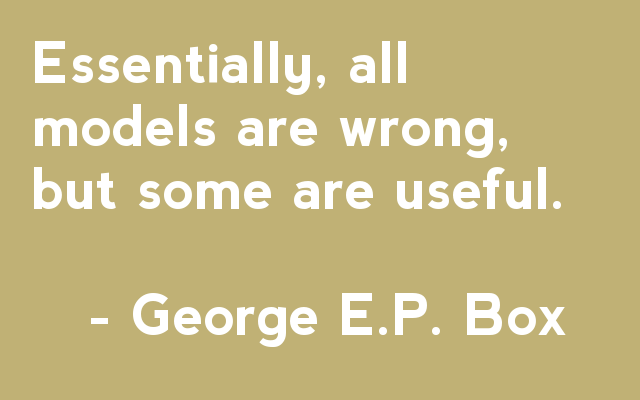 Essentially, all
models are wrong,
but some are useful.
- George E.P. Box